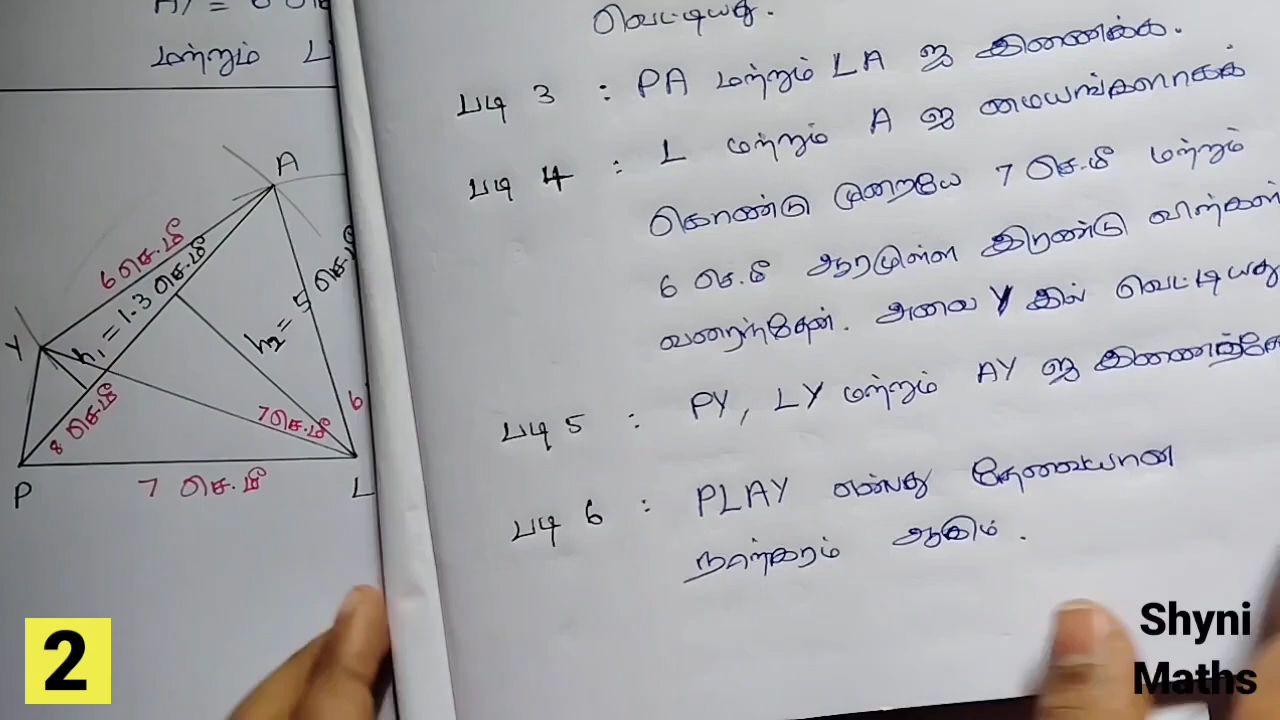 மற்றும் L
A
6 செ.மீ
h₁ = 1.3 செ.மீ
h₂ = 5 செ.மீ
Y
8 செ.மீ
7செ.மீ
6
P
7 செ.மீ
L
வெட்டியது.
படி 3 : PA மற்றும் LA ஐ இணைக்க.
படி 4 : L மற்றும் A ஐ மையங்களாகக்
கொண்டு முறையே 7 செ.மீ மற்றும்
6 செ.மீ ஆரமுள்ள இரண்டு விற்கள்
வரைந்தேன். அவை Y இல் வெட்டியது
படி 5 : PY, LY மற்றும் AY ஐ
படி 6 : PLAY என்பது தேவையான
நாற்கரம் ஆகும்.
2
Shyni
Maths